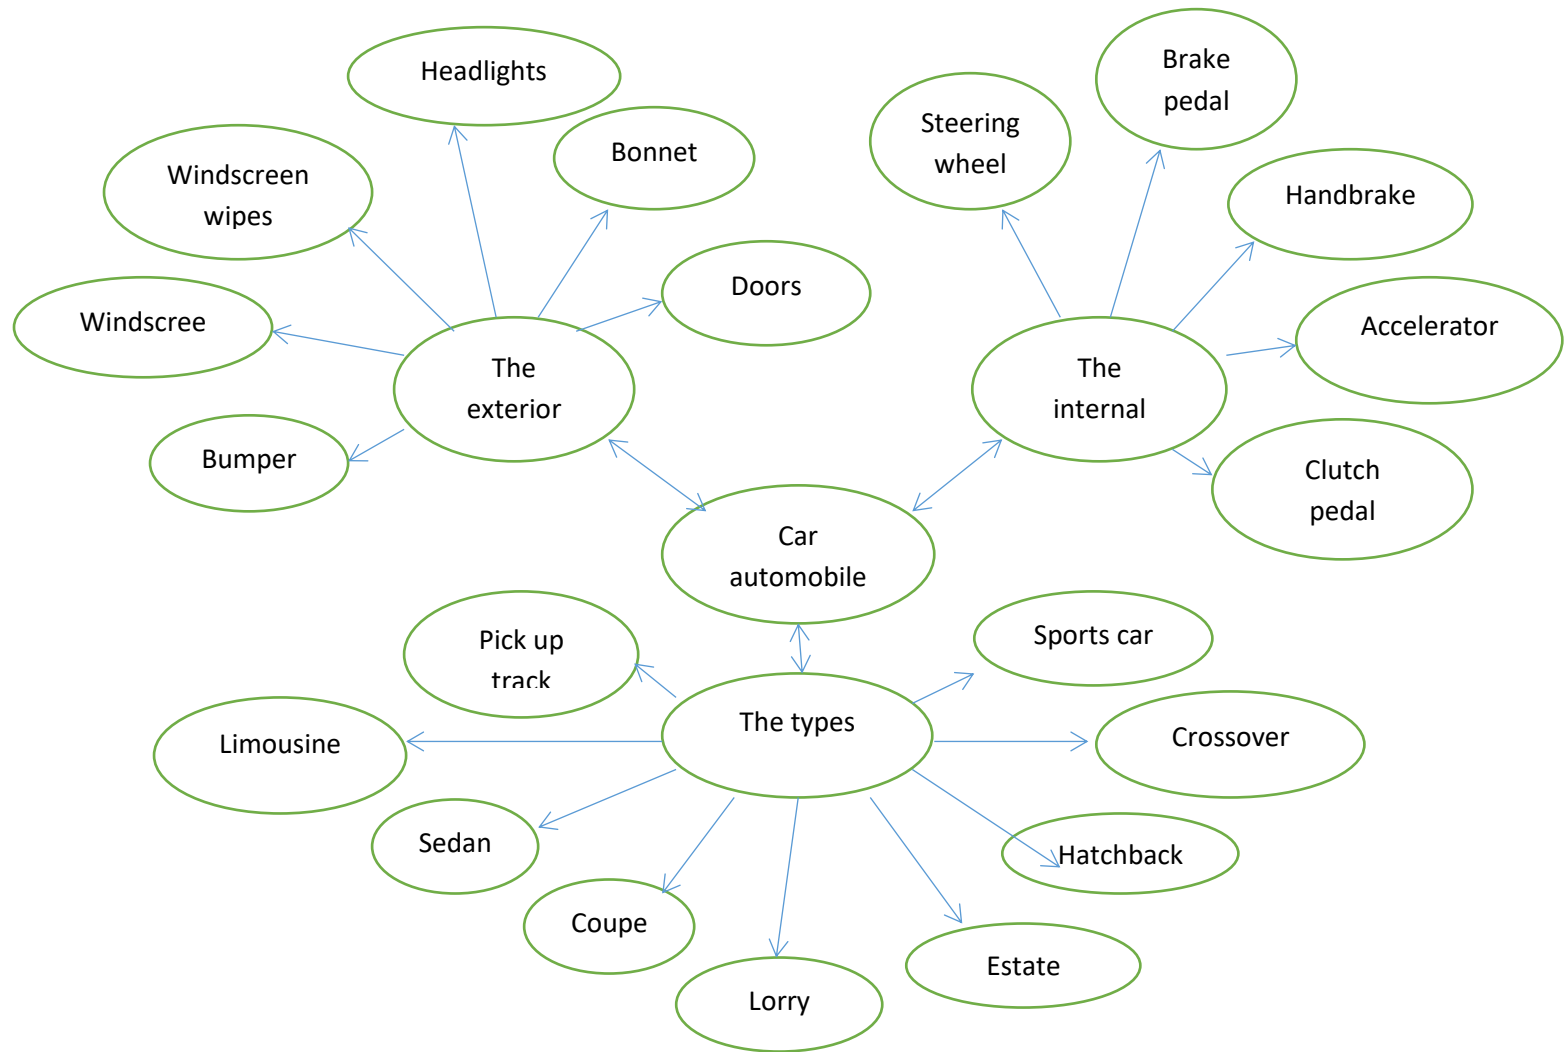 Headlights
Bonnet
Windscreen
wipes
Windscree
Doors
Bumper
The
exterior
Steering
wheel
Brake
pedal
Handbrake
Accelerator
The
internal
Clutch
pedal
Car
automobile
Pick up
track
Sports car
The types
Limousine
Crossover
Sedan
Hatchback
Coupe
Estate
Lorry